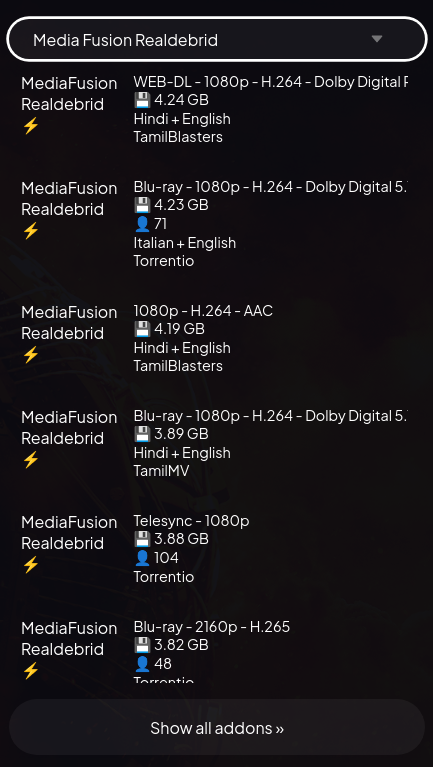 Media Fusion Realdebrid
MediaFusion
Realdebrid
⚡
WEB-DL - 1080p - H.264 - Dolby Digital
💾 4.24 GB
Hindi + English
TamilBlasters
MediaFusion
Realdebrid
⚡
Blu-ray - 1080p - H.264 - Dolby Digital 5.
💾 4.23 GB
👤 71
Italian + English
Torrentio
MediaFusion
Realdebrid
⚡
1080p - H.264 - AAC
💾 4.19 GB
Hindi + English
TamilBlasters
MediaFusion
Realdebrid
⚡
Blu-ray - 1080p - H.264 - Dolby Digital 5.
💾 3.89 GB
Hindi + English
TamilMV
MediaFusion
Realdebrid
⚡
Telesync - 1080p
💾 3.88 GB
👤 104
Torrentio
MediaFusion
Realdebrid
⚡
Blu-ray - 2160p - H.265
💾 3.82 GB
👤 48
Torrentio
Show all addons »